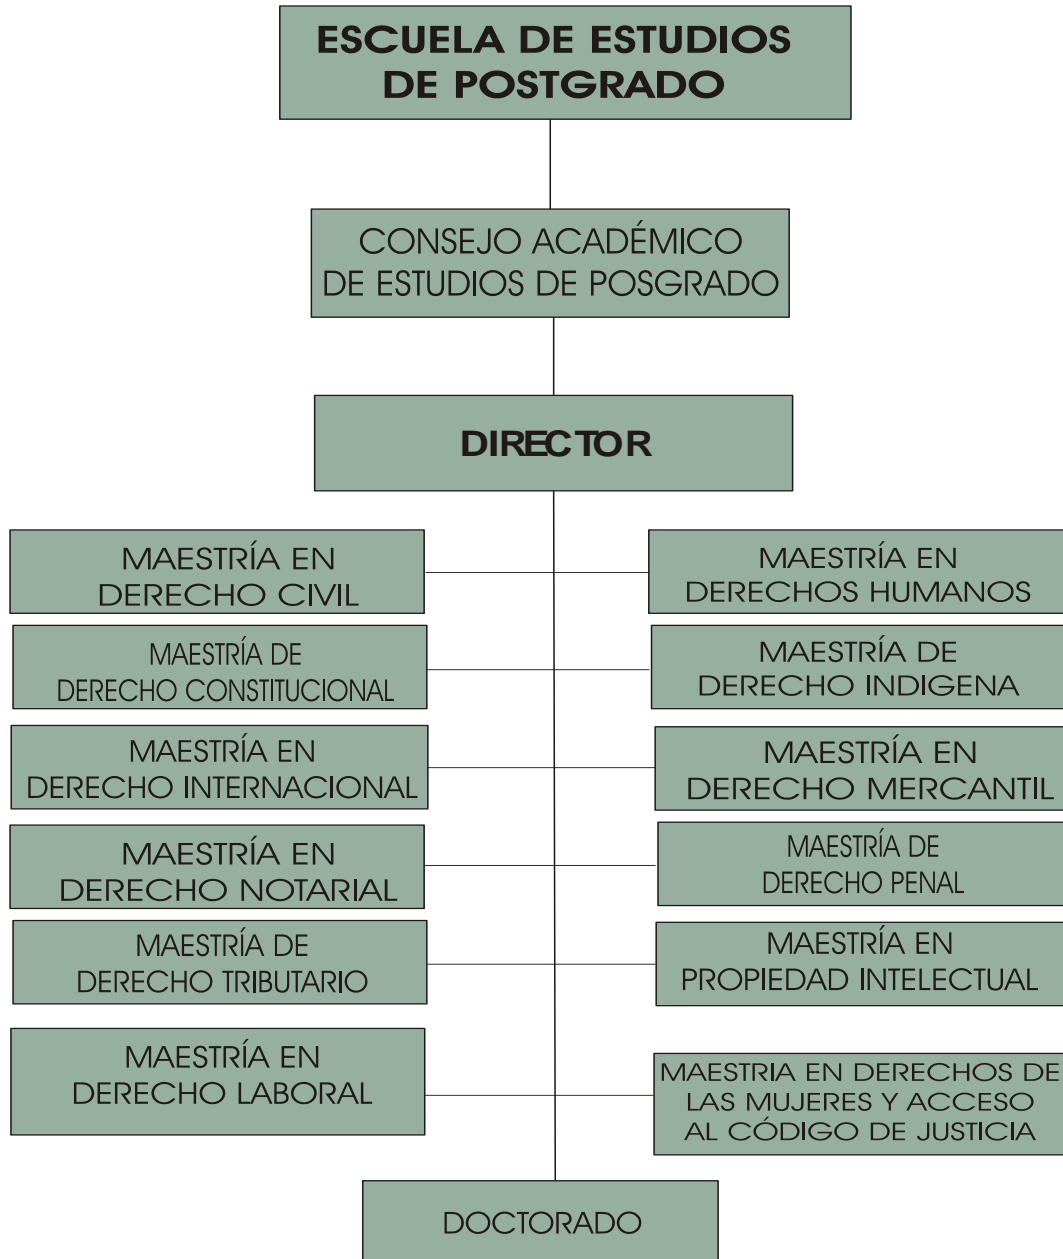 ESCUELA DE ESTUDIOS
DE POSTGRADO
CONSEJO ACADÉMICO
DE ESTUDIOS DE POSGRADO
DIRECTOR
MAESTRÍA EN
DERECHO CIVIL
MAESTRÍA EN
DERECHOS HUMANOS
MAESTRÍA DE
DERECHO CONSTITUCIONAL
MAESTRÍA DE
DERECHO INDIGENA
MAESTRÍA EN
DERECHO INTERNACIONAL
MAESTRÍA EN
DERECHO MERCANTIL
MAESTRÍA EN
DERECHO NOTARIAL
MAESTRÍA DE
DERECHO PENAL
MAESTRÍA DE
DERECHO TRIBUTARIO
MAESTRÍA EN
PROPIEDAD INTELECTUAL
MAESTRÍA EN
DERECHO LABORAL
MAESTRIA EN DERECHOS DE
LAS MUJERES Y ACCESO
AL CÓDIGO DE JUSTICIA
DOCTORADO